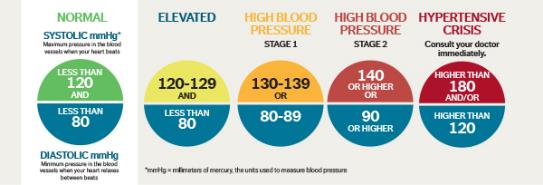 NORMAL
SYSTOLIC mmHg*
Maximum pressure in the blood
vessels when your heart beats
LESS THAN
120
AND
LESS THAN
80
DIASTOLIC mmHg
Minimum pressure in the blood
vessels when your heart relaxes
between beats
ELEVATED
120-129
AND
LESS THAN
80
HIGH BLOOD
PRESSURE
STAGE 1
130-139
OR
80-89
HIGH BLOOD
PRESSURE
STAGE 2
140
OR HIGHER
OR
90
OR HIGHER
HYPERTENSIVE
CRISIS
Consult your doctor
immediately.
HIGHER THAN
180
AND/OR
HIGHER THAN
120
*mmHg = millimeters of mercury, the units used to measure blood pressure